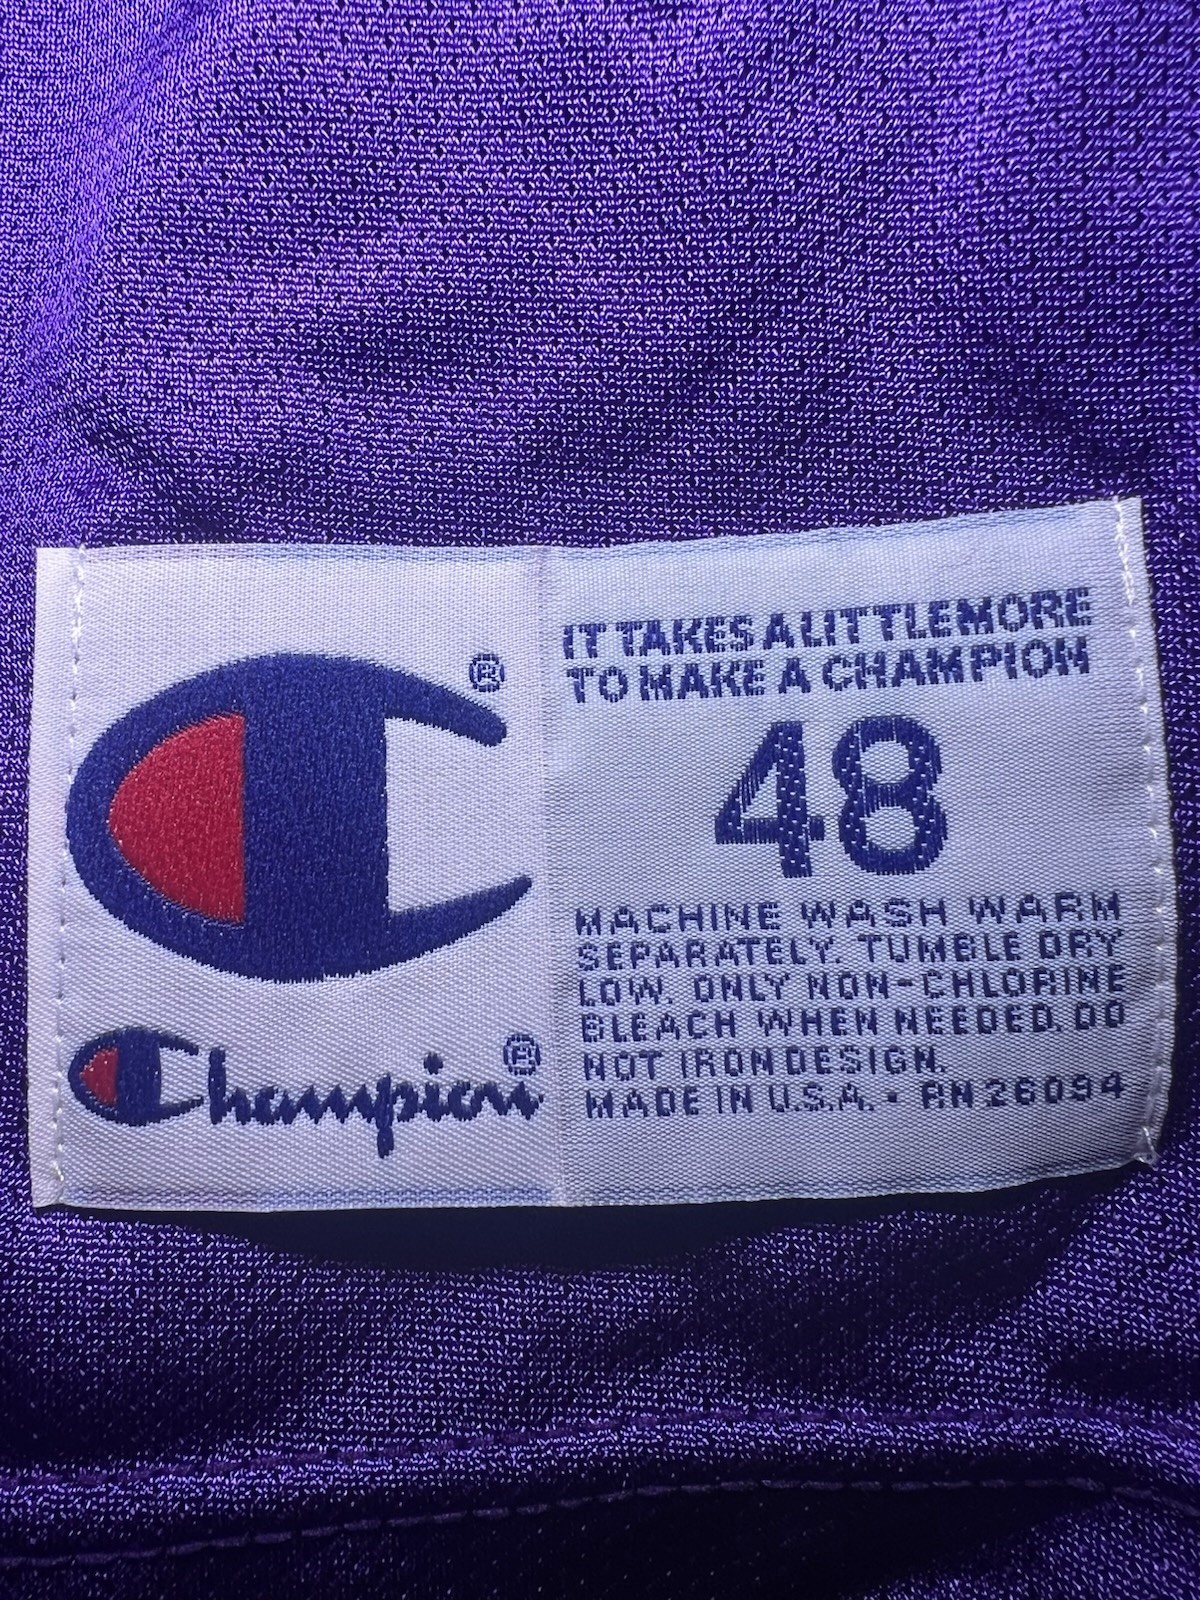 ®
Champion®
IT TAKES A LITTLE MORE
TO MAKE A CHAMPION
48
MACHINE WASH WARM
SEPARATELY. TUMBLE DRY
LOW. ONLY NON-CHLORINE
BLEACH WHEN NEEDED. DO
NOT IRON DESIGN.
MADE IN U.S.A. • RN 26094